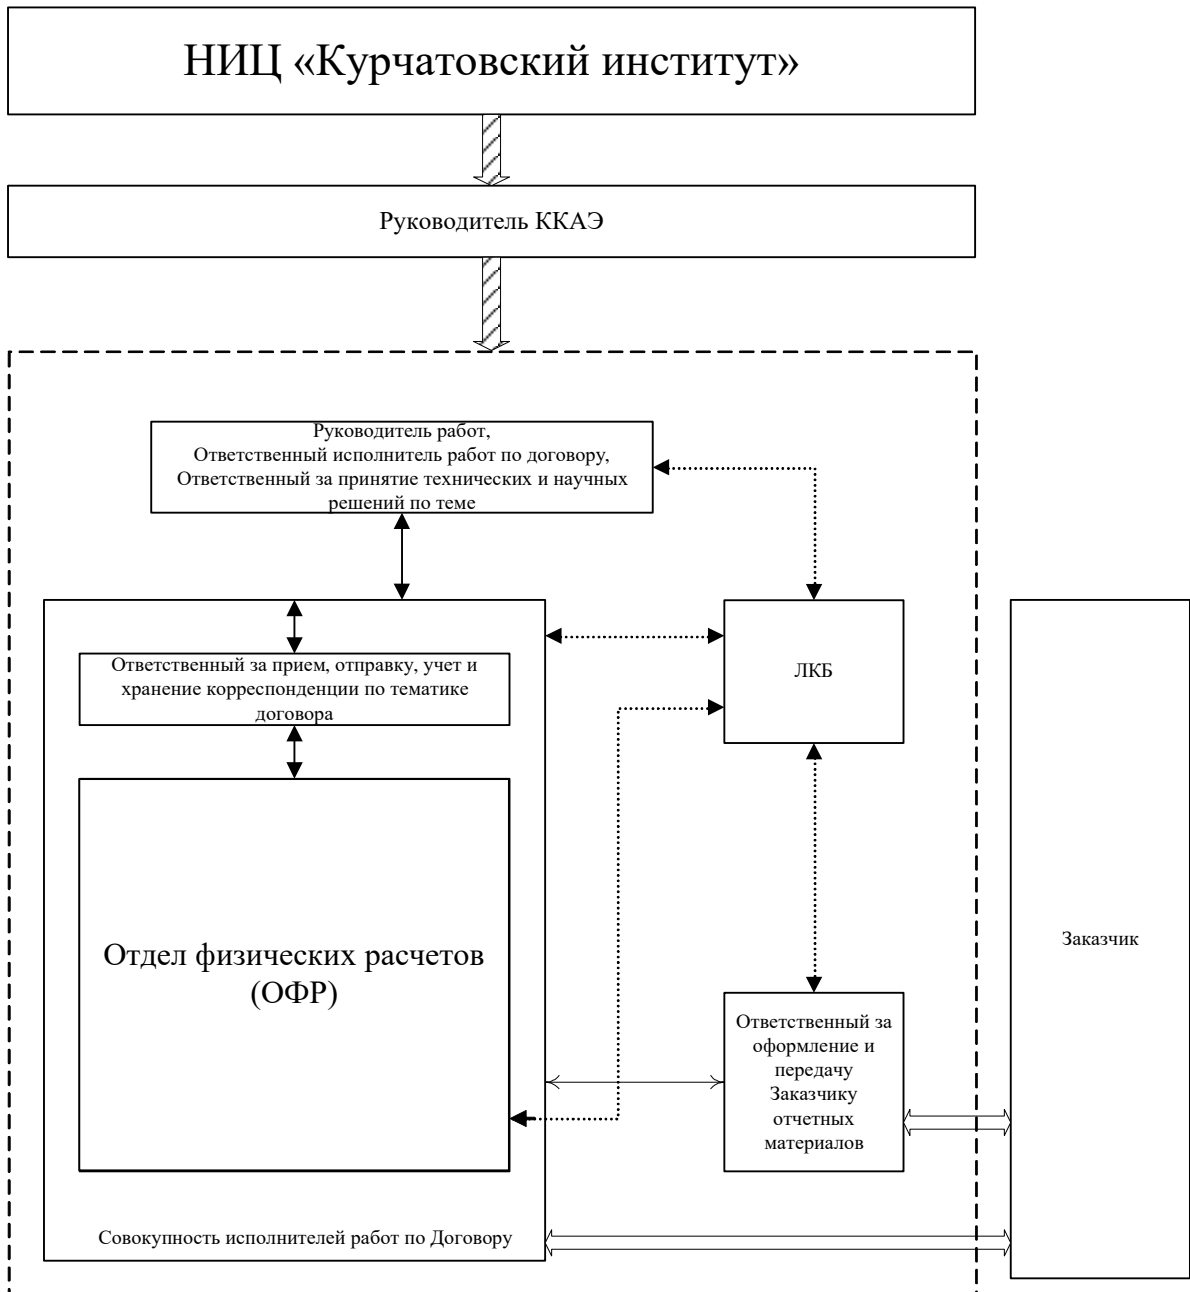 НИЦ «Курчатовский институт»
Руководитель ККАЭ
Руководитель работ,
Ответственный исполнитель работ по договору,
Ответственный за принятие технических и научных
решений по теме
Ответственный за прием, отправку, учет и
хранение корреспонденции по тематике
договора
ЛКБ
Отдел физических расчетов
(ОФР)
Заказчик
Ответственный за
оформление и
передачу
Заказчику
отчетных
материалов
Совокупность исполнителей работ по Договору